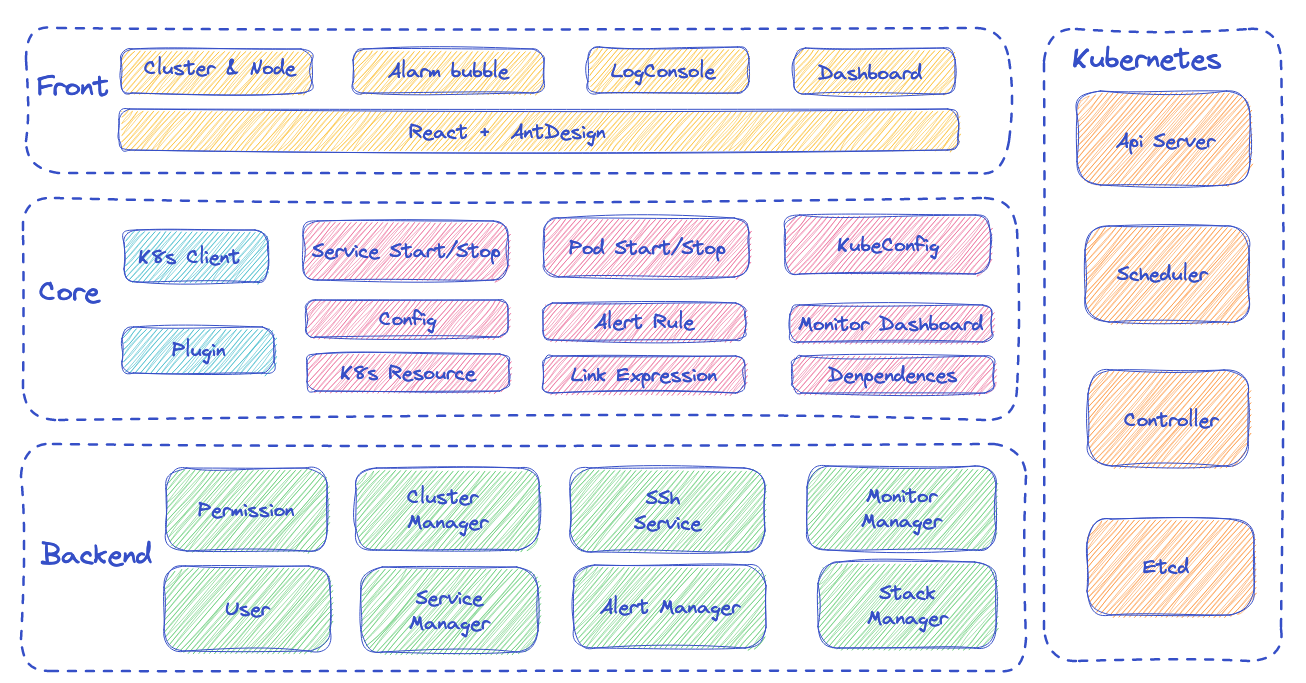 Front
Cluster & Node
Alarm bubble
LogConsole
Dashboard
React + AntDesign
Core
K8s Client
Service Start/Stop
Pod Start/Stop
KubeConfig
Plugin
Config
Alert Rule
Monitor Dashboard
K8s Resource
Link Expression
Denpendences
Backend
Permission
Cluster
Manager
SSh
Service
Monitor
Manager
User
Service
Manager
Alert Manager
Stack
Manager
Kubernetes
Api Server
Scheduler
Controller
Etcd